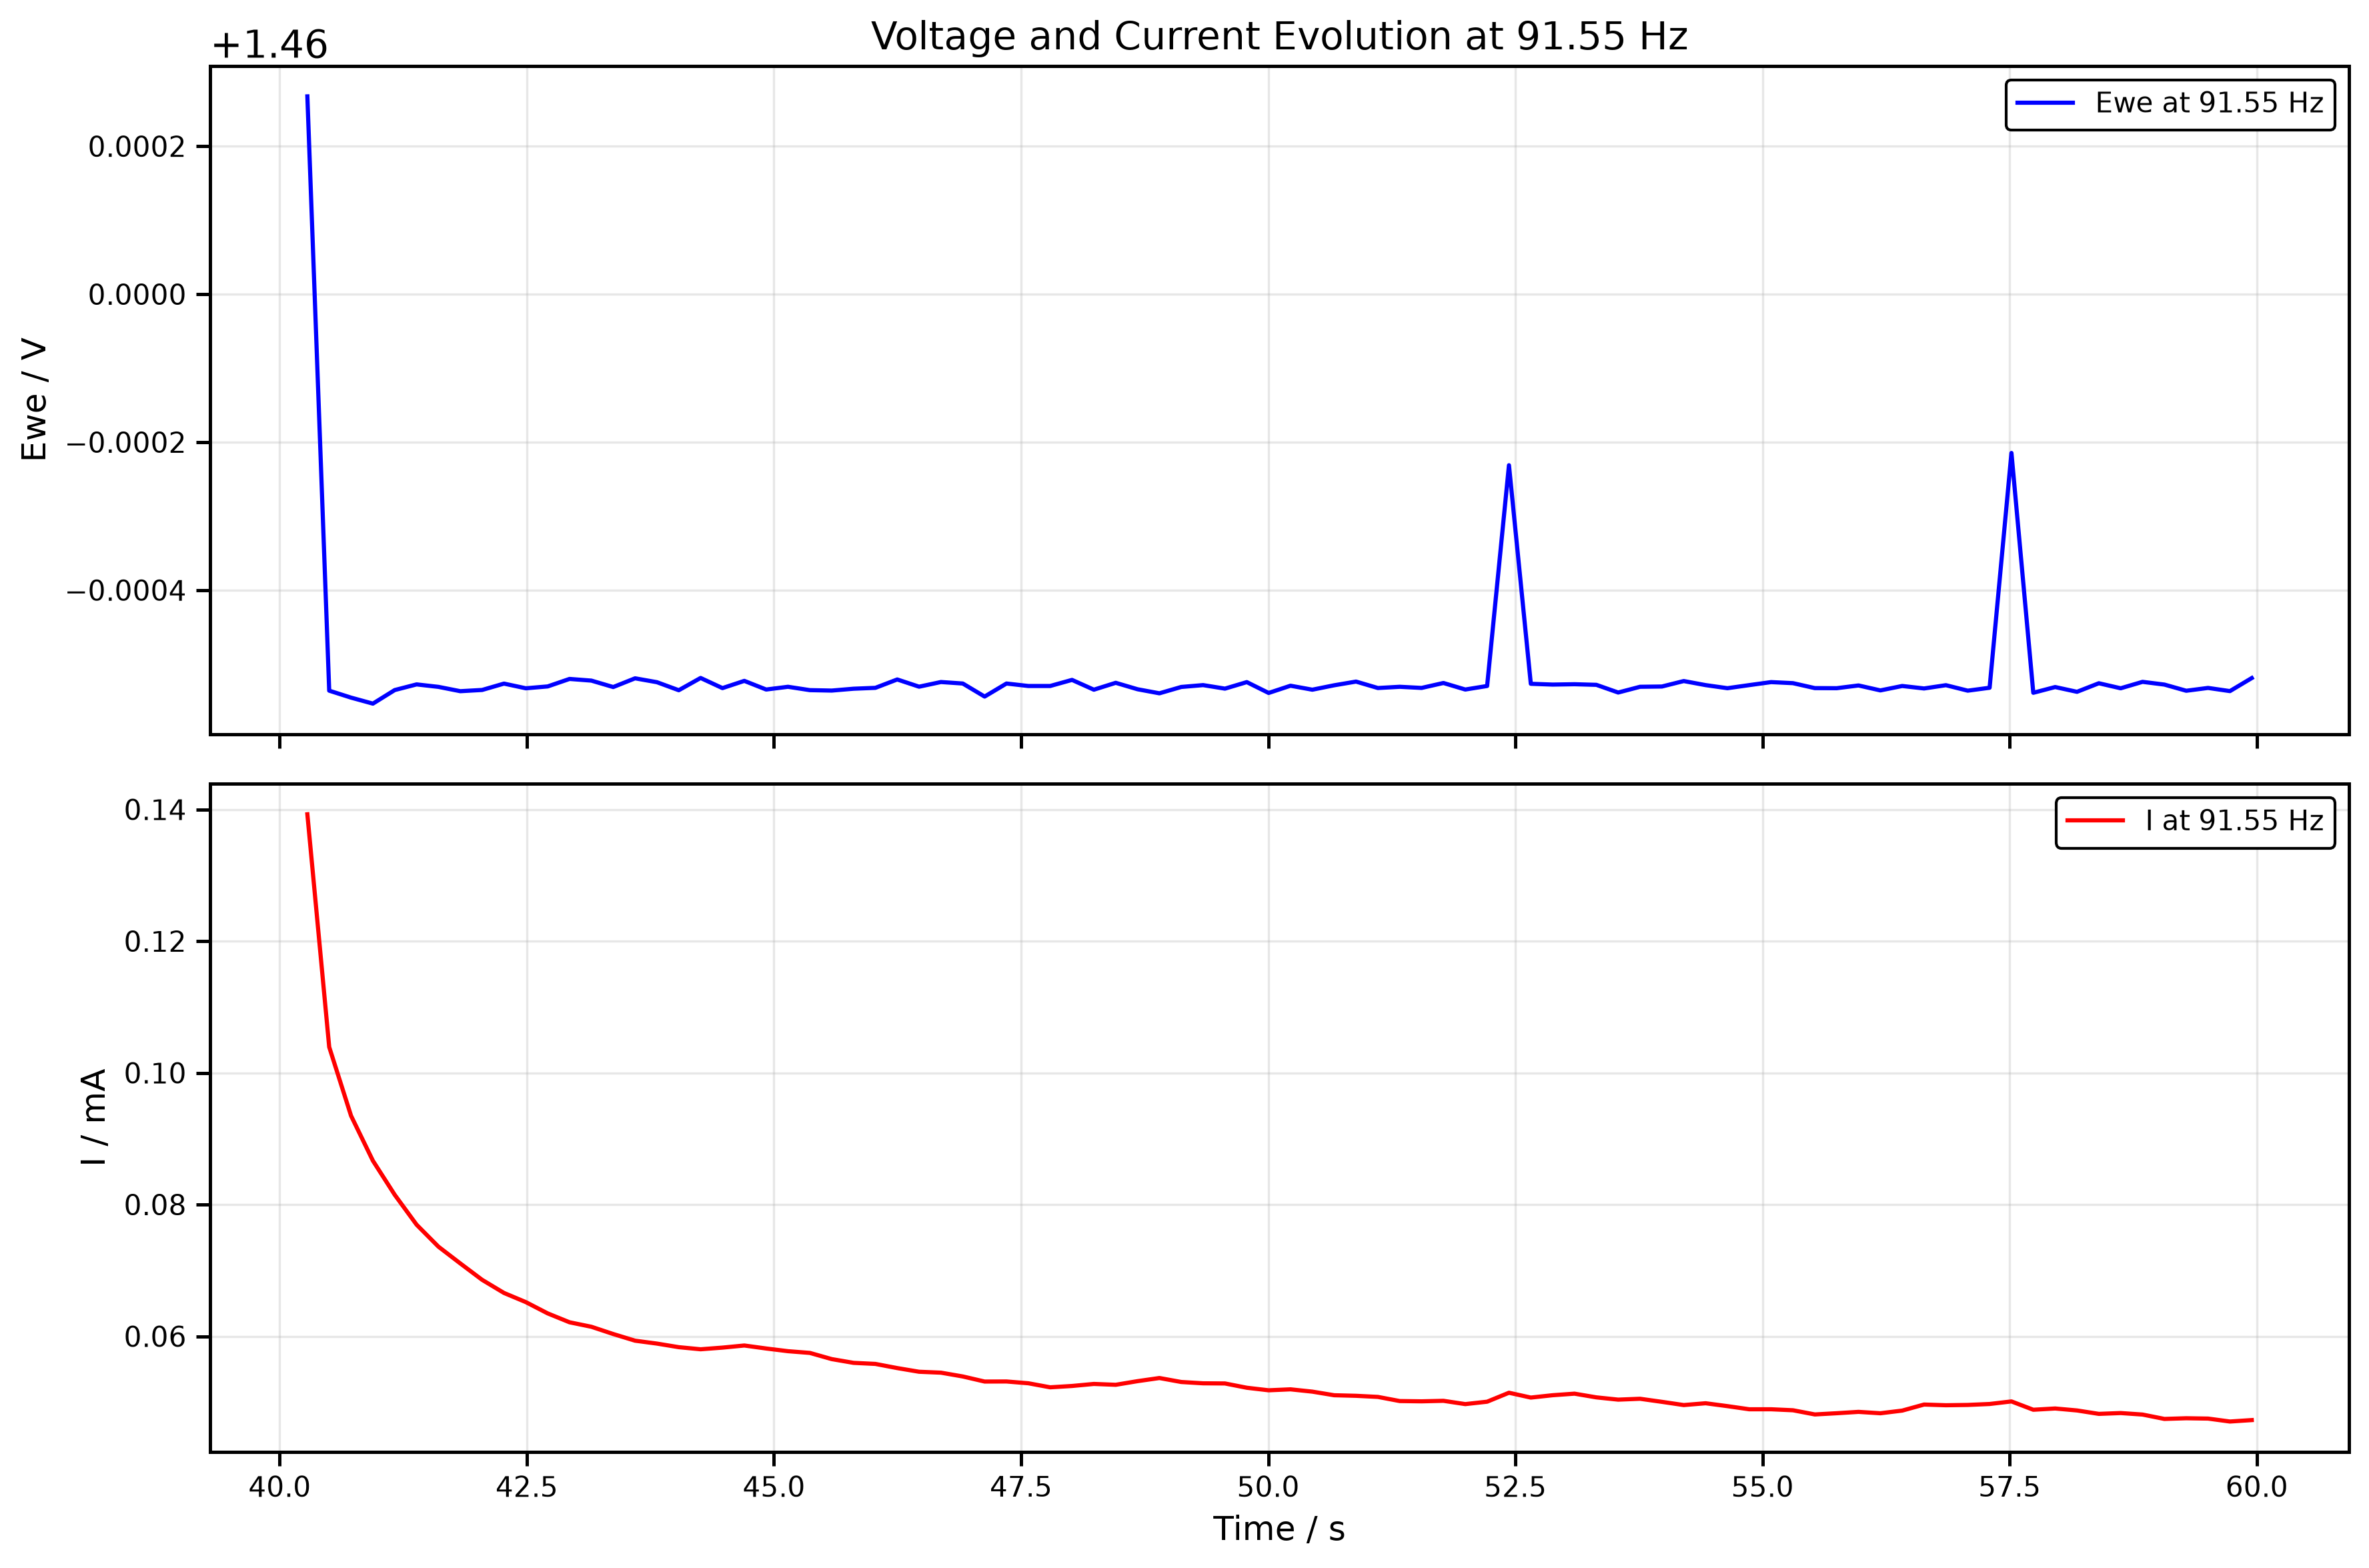 Voltage and Current Evolution at 91.55 Hz
+1.46
Ewe at 91.55 Hz
Ewe / V
0.0002
0.0000
−0.0002
−0.0004
I at 91.55 Hz
I / mA
0.14
0.12
0.10
0.08
0.06
40.0 42.5 45.0 47.5 50.0 52.5 55.0 57.5 60.0
Time / s